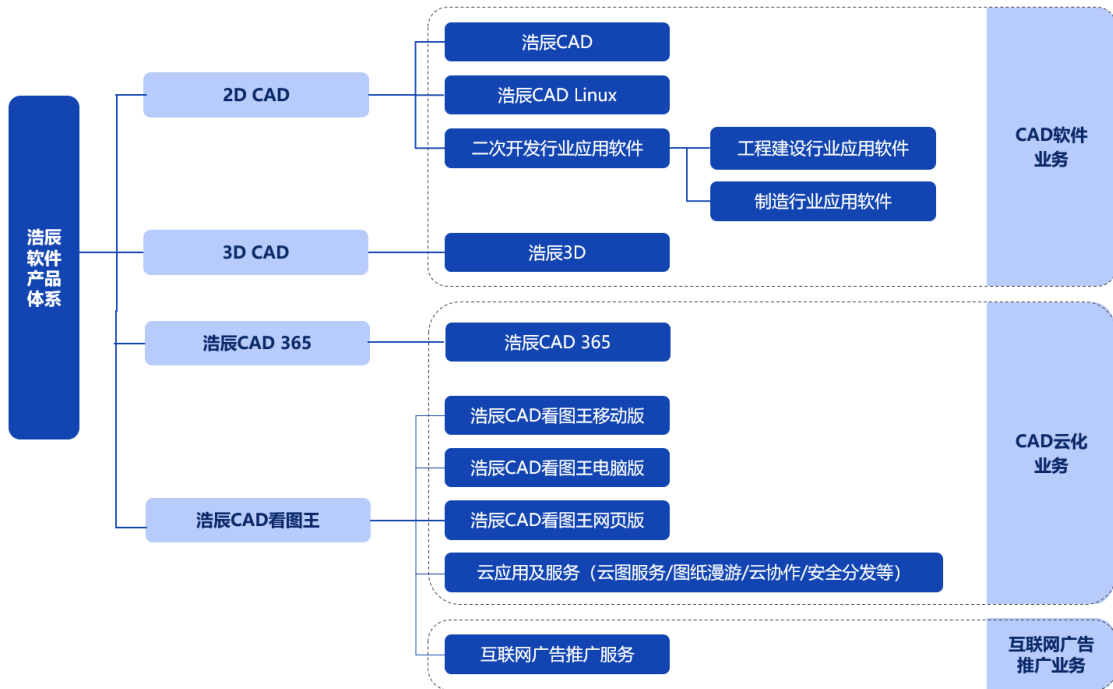 浩辰
软件
产品
体系
2D CAD
浩辰CAD
浩辰CAD Linux
二次开发行业应用软件
工程建设行业应用软件
制造行业应用软件
CAD软件
业务
3D CAD
浩辰3D
浩辰CAD 365
浩辰CAD 365
浩辰CAD看图王
浩辰CAD看图王移动版
浩辰CAD看图王电脑版
浩辰CAD看图王网页版
云应用及服务（云图服务/图纸漫游/云协作/安全分发等）
CAD云化
业务
互联网广告推广服务
互联网广告
推广业务